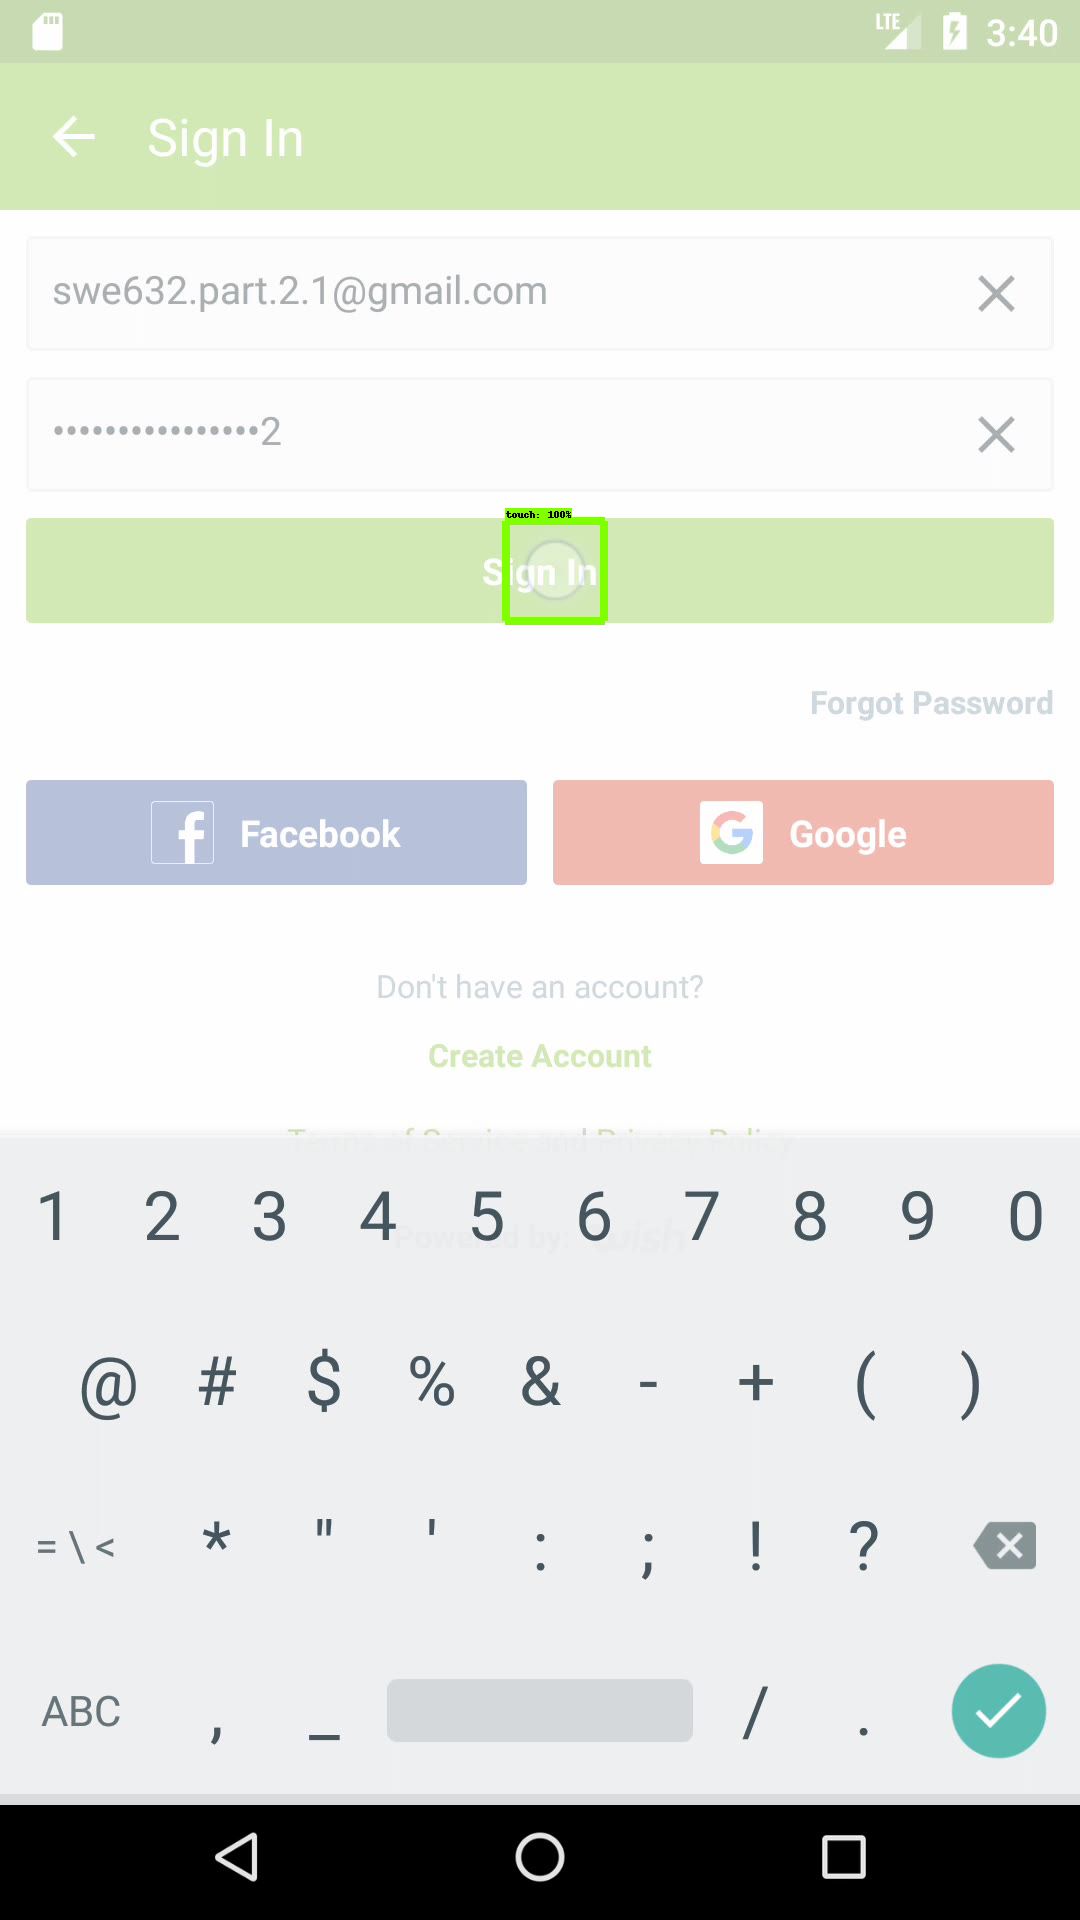 LTE 3:40
Sign In
swe632.part.2.1@gmail.com
••••••••••••••••2
touch: 100%
Sign In
Forgot Password
Facebook
Google
Don't have an account?
Create Account
Terms of Service and Privacy Policy
Powered by: wish
1 2 3 4 5 6 7 8 9 0
@ # $ % & - + ( )
= \ < * " ' : ; ! ?
ABC , _ / .